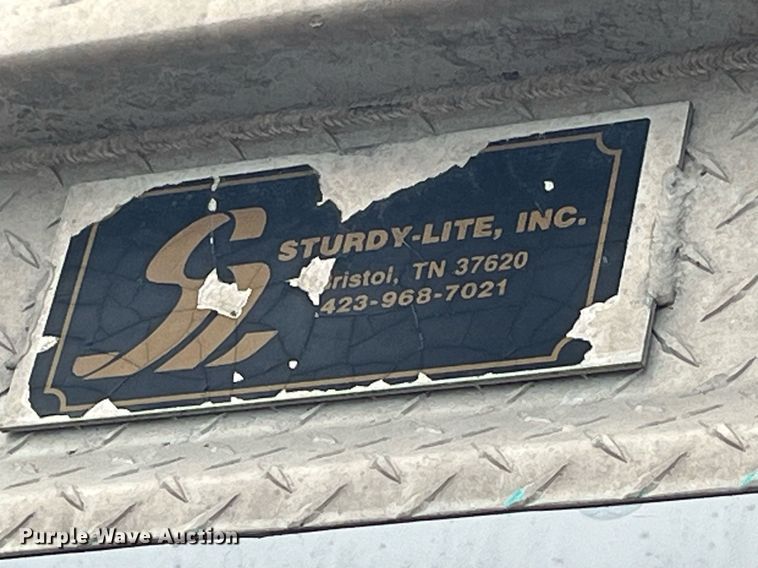 STURDY-LITE, INC.
ristol, TN 37620
423-968-7021
Purple Wave Auction